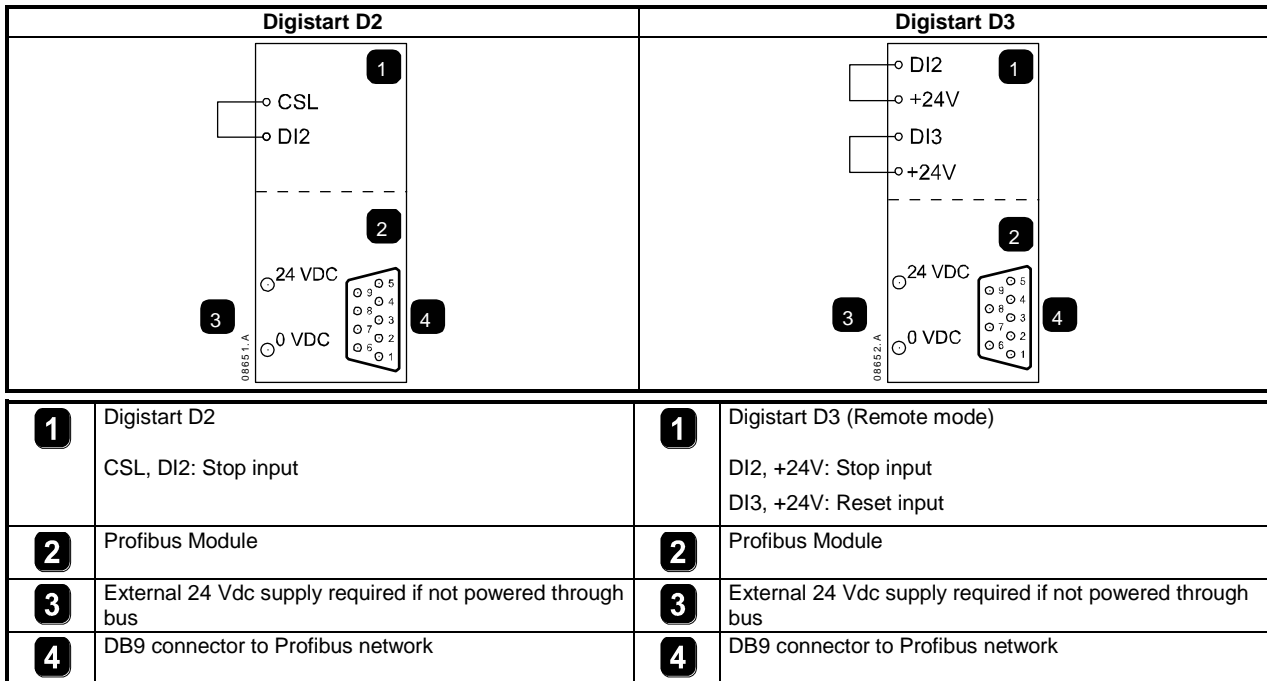 Digistart D2
Digistart D3
1
CSL
DI2
2
24 VDC
0 VDC
3
4
5
9
4
8
3
7
2
6
1
08651.A
1
DI2
+24V
DI3
+24V
2
24 VDC
0 VDC
3
4
5
9
4
8
3
7
2
6
1
08652.A
1
Digistart D2
CSL, DI2: Stop input
1
Digistart D3 (Remote mode)
DI2, +24V: Stop input
DI3, +24V: Reset input
2
Profibus Module
2
Profibus Module
3
External 24 Vdc supply required if not powered through
bus
3
External 24 Vdc supply required if not powered through
bus
4
DB9 connector to Profibus network
4
DB9 connector to Profibus network